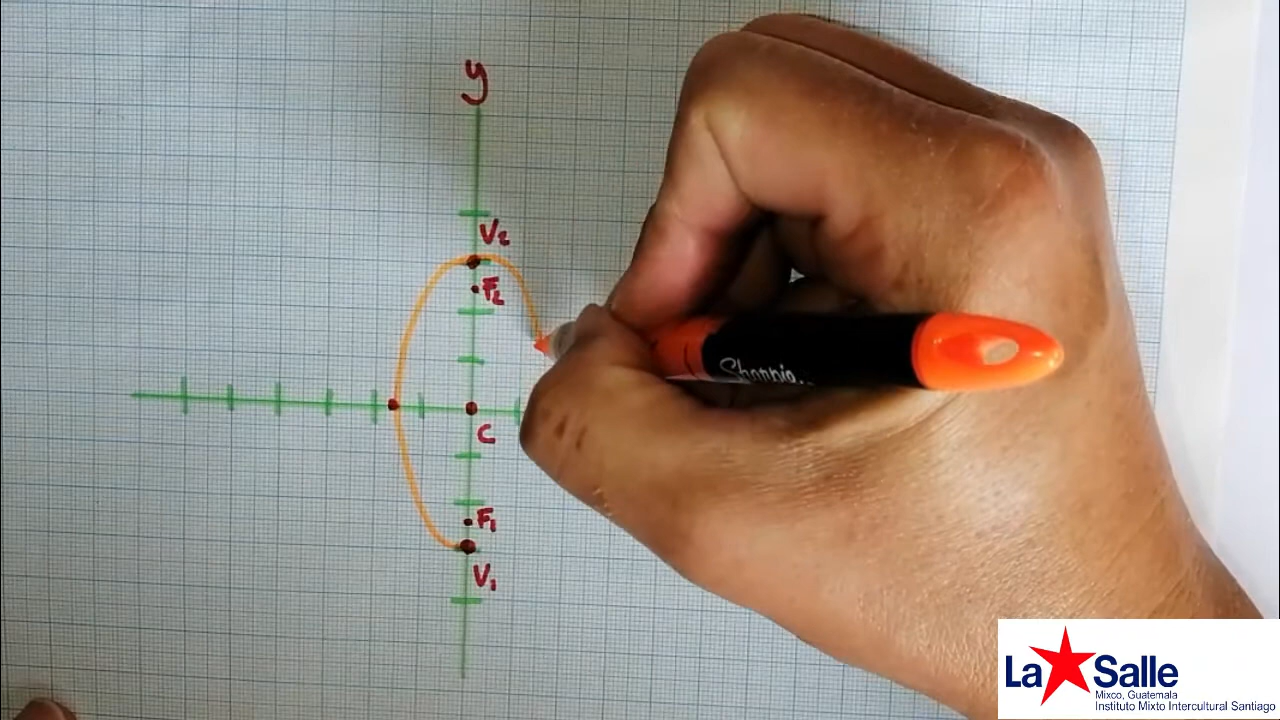 y
V2
F2
C
F1
V1
Sharpie
La Salle
Mixco, Guatemala
Instituto Mixto Intercultural Santiago